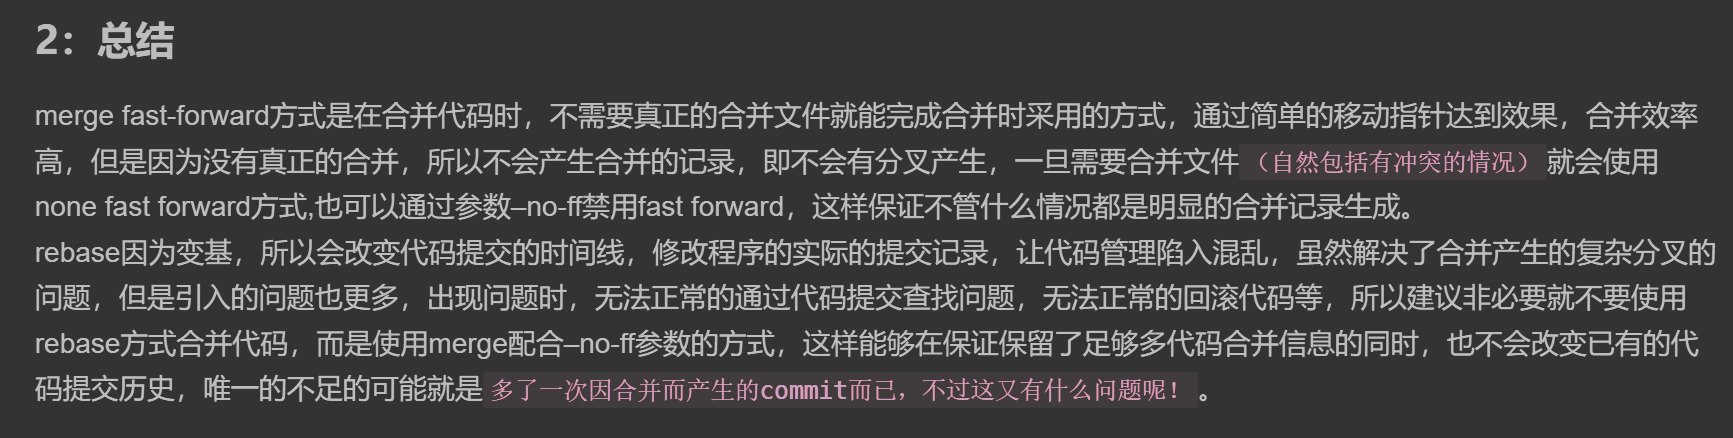 2：总结
merge fast-forward方式是在合并代码时，不需要真正的合并文件就能完成合并时采用的方式，通过简单的移动指针达到效果，合并效率
高，但是因为没有真正的合并，所以不会产生合并的记录，即不会有分叉产生，一旦需要合并文件（自然包括有冲突的情况）就会使用
none fast forward方式,也可以通过参数–no-ff禁用fast forward，这样保证不管什么情况都是明显的合并记录生成。
rebase因为变基，所以会改变代码提交的时间线，修改程序的实际的提交记录，让代码管理陷入混乱，虽然解决了合并产生的复杂分叉的
问题，但是引入的问题也更多，出现问题时，无法正常的通过代码提交查找问题，无法正常的回滚代码等，所以建议非必要就不要使用
rebase方式合并代码，而是使用merge配合–no-ff参数的方式，这样能够在保证保留了足够多代码合并信息的同时，也不会改变已有的代
码提交历史，唯一的不足的可能就是多了一次因合并而产生的commit而已，不过这又有什么问题呢！。